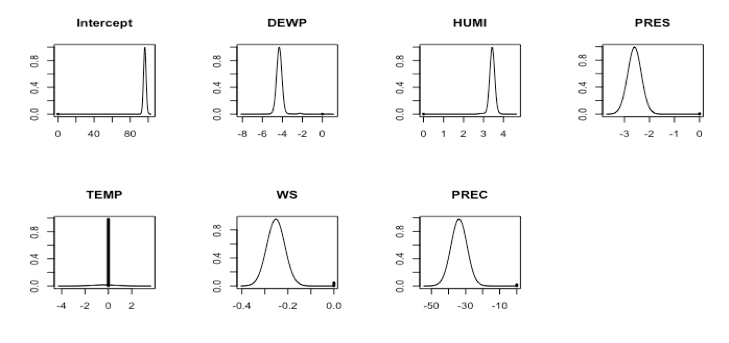 Intercept DEWP HUMI PRES
0.0 0.4 0.8 0.0 0.4 0.8 0.0 0.4 0.8 0.0 0.4 0.8
0 40 80 -8 -6 -4 -2 0 0 1 2 3 4 -3 -2 -1 0
TEMP WS PREC
0.0 0.4 0.8 0.0 0.4 0.8 0.0 0.4 0.8
-4 -2 0 2 -0.4 -0.2 0.0 -50 -30 -10